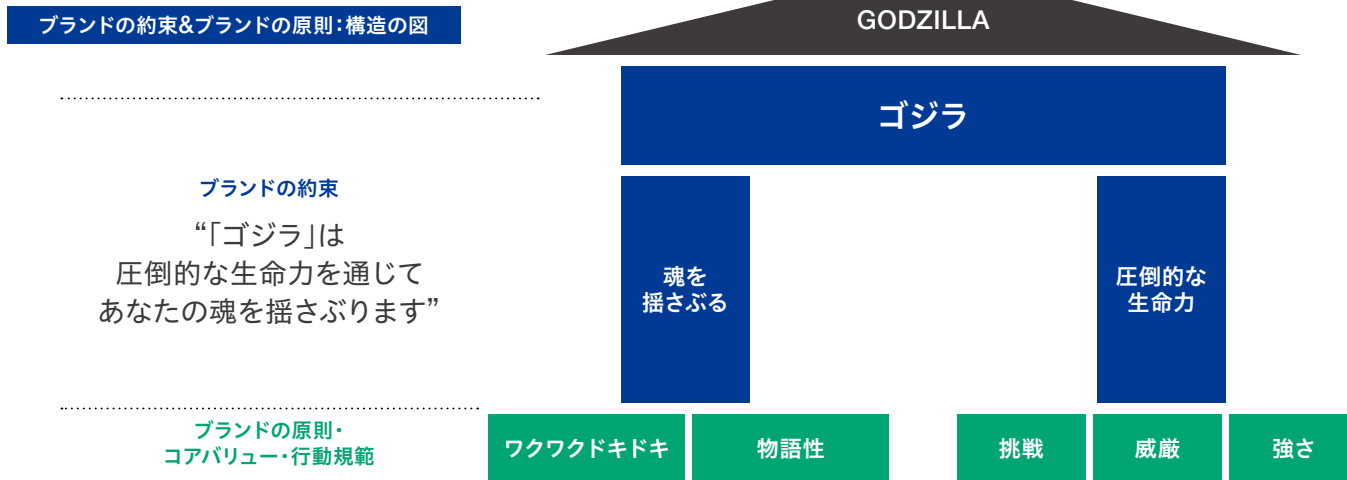 ブランドの約束&ブランドの原則：構造の図
GODZILLA
ゴジラ
ブランドの約束
“「ゴジラ」は
圧倒的な生命力を通じて
あなたの魂を揺さぶります”
魂を
揺さぶる
圧倒的な
生命力
ブランドの原則・
コアバリュー・行動規範
ワクワクドキドキ
物語性
挑戦
威厳
強さ